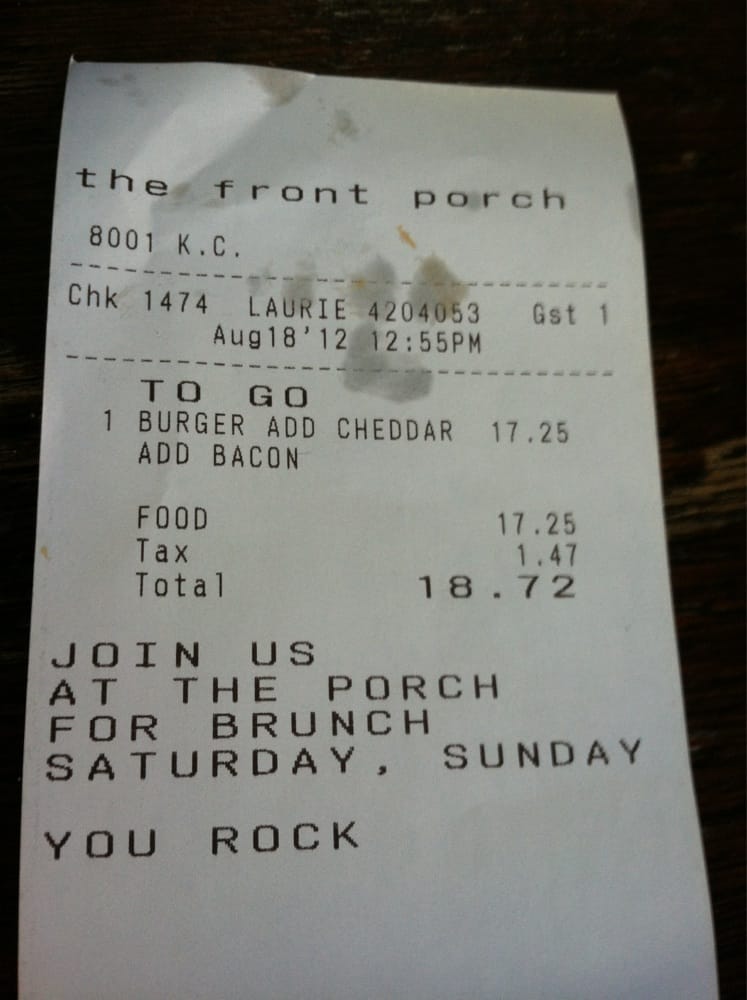 the front porch
8001 K.C.
Chk 1474 LAURIE 4204053 Gst 1
Aug18'12 12:55PM
TO GO
1 BURGER ADD CHEDDAR 17.25
ADD BACON
FOOD 17.25
Tax 1.47
Total 18.72
JOIN US
AT THE PORCH
FOR BRUNCH
SATURDAY, SUNDAY
YOU ROCK